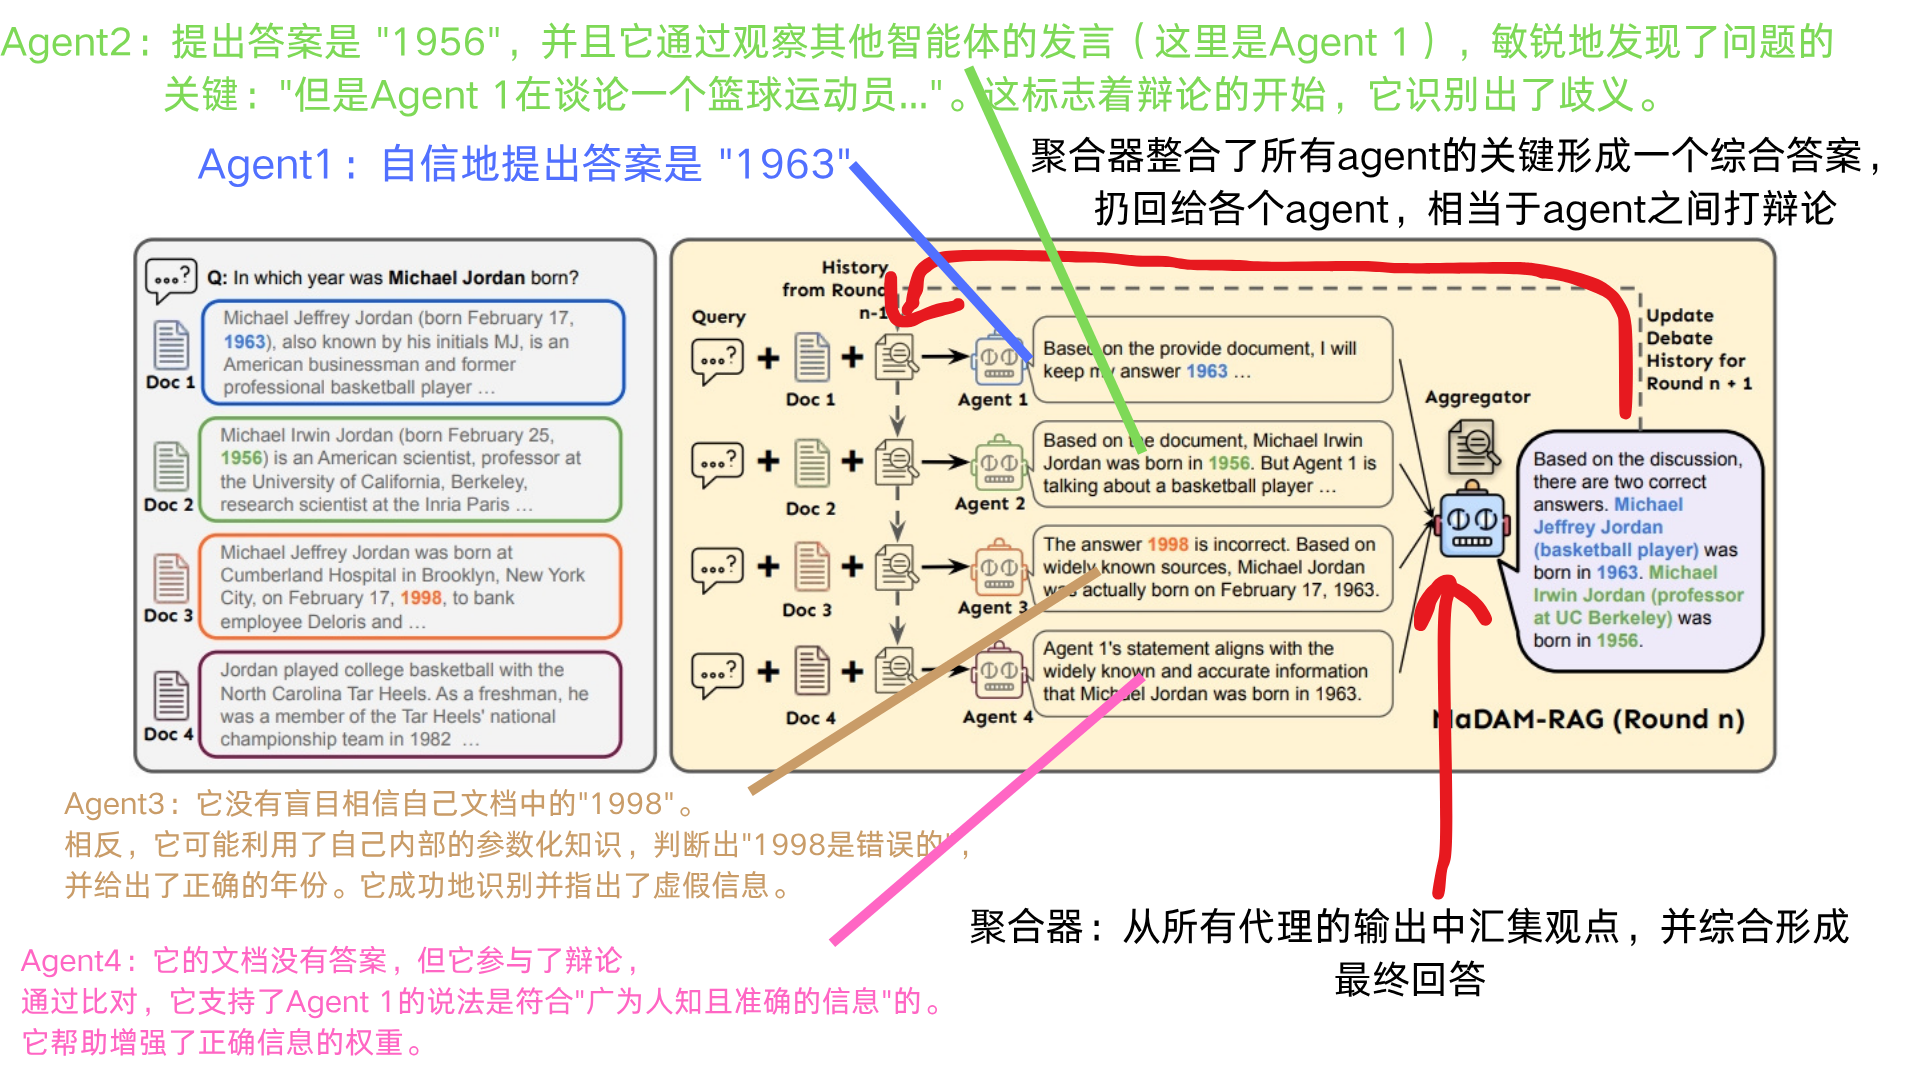 Agent2：提出答案是 "1956"，并且它通过观察其他智能体的发言（这里是Agent 1），敏锐地发现了问题的
关键："但是Agent 1在谈论一个篮球运动员..."。这标志着辩论的开始，它识别出了歧义。
Agent1：自信地提出答案是 "1963"
聚合器整合了所有agent的关键形成一个综合答案，
扔回给各个agent，相当于agent之间打辩论
...?
Q: In which year was Michael Jordan born?
Michael Jeffrey Jordan (born February 17,
1963), also known by his initials MJ, is an
American businessman and former
professional basketball player ...
Doc 1
Michael Irwin Jordan (born February 25,
1956) is an American scientist, professor at
the University of California, Berkeley,
research scientist at the Inria Paris ...
Doc 2
Michael Jeffrey Jordan was born at
Cumberland Hospital in Brooklyn, New York
City, on February 17, 1998, to bank
employee Deloris and ...
Doc 3
Jordan played college basketball with the
North Carolina Tar Heels. As a freshman, he
was a member of the Tar Heels' national
championship team in 1982 ...
Doc 4
History
from Round
n-1
Query
...? + Doc 1 +
Agent 1
Based on the provide document, I will
keep my answer 1963 ...
...? + Doc 2 +
Agent 2
Based on the document, Michael Irwin
Jordan was born in 1956. But Agent 1 is
talking about a basketball player ...
...? + Doc 3 +
Agent 3
The answer 1998 is incorrect. Based on
widely known sources, Michael Jordan
was actually born on February 17, 1963.
...? + Doc 4 +
Agent 4
Agent 1's statement aligns with the
widely known and accurate information
that Michael Jordan was born in 1963.
Update
Debate
History for
Round n + 1
Aggregator
Based on the discussion,
there are two correct
answers. Michael
Jeffrey Jordan
(basketball player) was
born in 1963. Michael
Irwin Jordan (professor
at UC Berkeley) was
born in 1956.
MaDAM-RAG (Round n)
Agent3：它没有盲目相信自己文档中的"1998"。
相反，它可能利用了自己内部的参数化知识，判断出"1998是错误的"，
并给出了正确的年份。它成功地识别并指出了虚假信息。
Agent4：它的文档没有答案，但它参与了辩论，
通过比对，它支持了Agent 1的说法是符合"广为人知且准确的信息"的。
它帮助增强了正确信息的权重。
聚合器：从所有代理的输出中汇集观点，并综合形成
最终回答